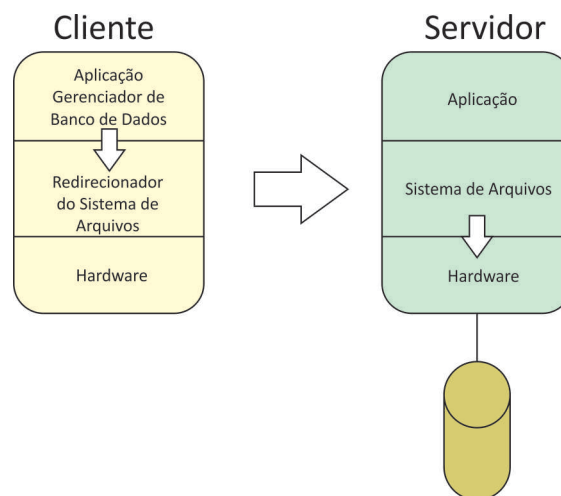 Cliente
Aplicação
Gerenciador de
Banco de Dados
Redirecionador
do Sistema de
Arquivos
Hardware
Servidor
Aplicação
Sistema de Arquivos
Hardware